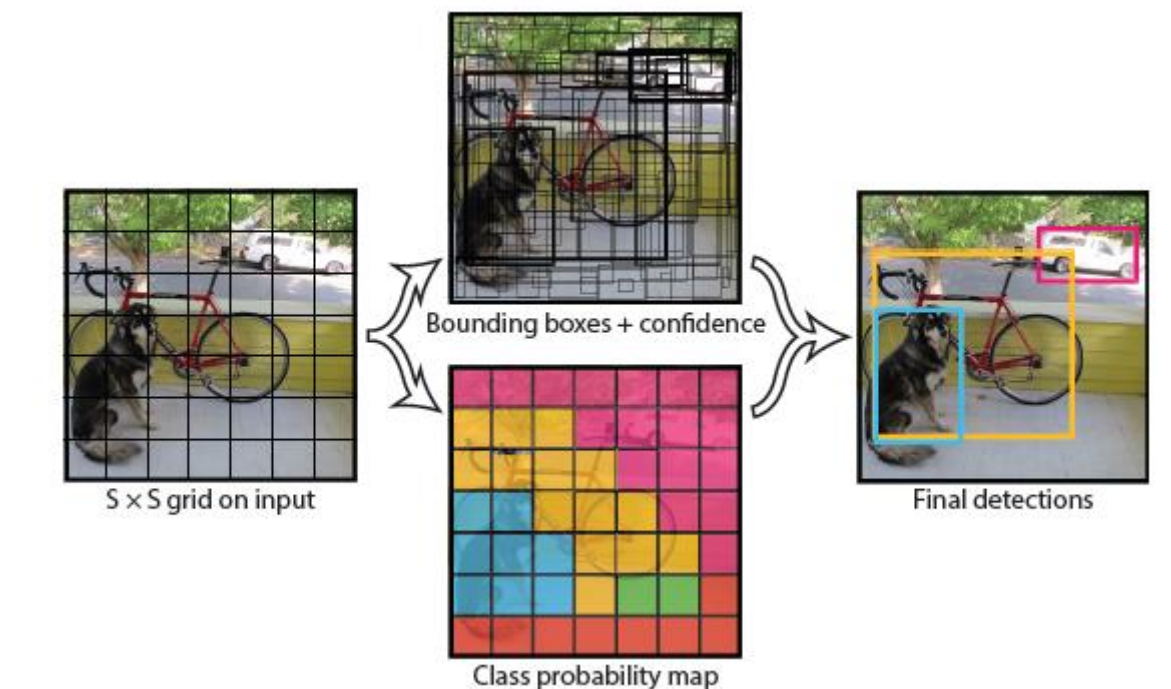 S × S grid on input
Bounding boxes + confidence
Class probability map
Final detections